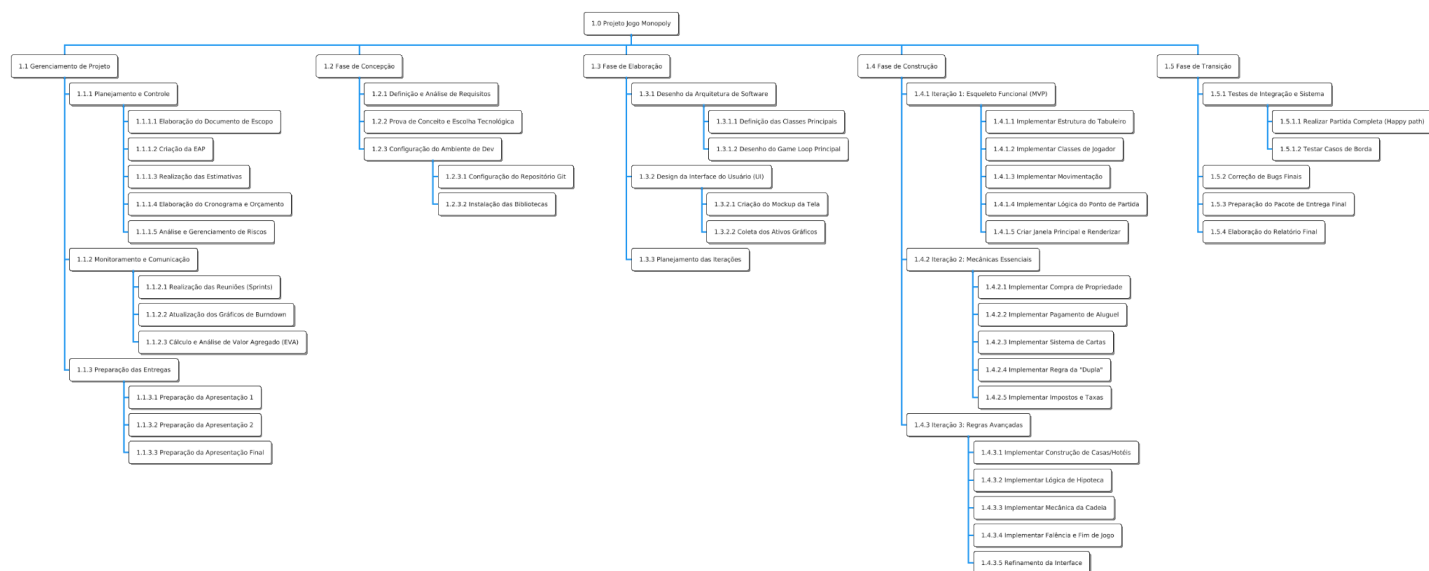 1.0 Projeto Jogo Monopoly
1.1 Gerenciamento de Projeto
1.1.1 Planejamento e Controle
1.1.1.1 Elaboração do Documento de Escopo
1.1.1.2 Criação da EAP
1.1.1.3 Realização das Estimativas
1.1.1.4 Elaboração do Cronograma e Orçamento
1.1.1.5 Análise e Gerenciamento de Riscos
1.1.2 Monitoramento e Comunicação
1.1.2.1 Realização das Reuniões (Sprints)
1.1.2.2 Atualização dos Gráficos de Burndown
1.1.2.3 Cálculo e Análise de Valor Agregado (EVA)
1.1.3 Preparação das Entregas
1.1.3.1 Preparação da Apresentação 1
1.1.3.2 Preparação da Apresentação 2
1.1.3.3 Preparação da Apresentação Final
1.2 Fase de Concepção
1.2.1 Definição e Análise de Requisitos
1.2.2 Prova de Conceito e Escolha Tecnológica
1.2.3 Configuração do Ambiente de Dev
1.2.3.1 Configuração do Repositório Git
1.2.3.2 Instalação das Bibliotecas
1.3 Fase de Elaboração
1.3.1 Desenho da Arquitetura de Software
1.3.1.1 Definição das Classes Principais
1.3.1.2 Desenho do Game Loop Principal
1.3.2 Design da Interface do Usuário (UI)
1.3.2.1 Criação do Mockup da Tela
1.3.2.2 Coleta dos Ativos Gráficos
1.3.3 Planejamento das Iterações
1.4 Fase de Construção
1.4.1 Iteração 1: Esqueleto Funcional (MVP)
1.4.1.1 Implementar Estrutura do Tabuleiro
1.4.1.2 Implementar Classes de Jogador
1.4.1.3 Implementar Movimentação
1.4.1.4 Implementar Lógica do Ponto de Partida
1.4.1.5 Criar Janela Principal e Renderizar
1.4.2 Iteração 2: Mecânicas Essenciais
1.4.2.1 Implementar Compra de Propriedade
1.4.2.2 Implementar Pagamento de Aluguel
1.4.2.3 Implementar Sistema de Cartas
1.4.2.4 Implementar Regra da "Dupla"
1.4.2.5 Implementar Impostos e Taxas
1.4.3 Iteração 3: Regras Avançadas
1.4.3.1 Implementar Construção de Casas/Hotéis
1.4.3.2 Implementar Lógica de Hipoteca
1.4.3.3 Implementar Mecânica da Cadeia
1.4.3.4 Implementar Falência e Fim de Jogo
1.4.3.5 Refinamento da Interface
1.5 Fase de Transição
1.5.1 Testes de Integração e Sistema
1.5.1.1 Realizar Partida Completa (Happy path)
1.5.1.2 Testar Casos de Borda
1.5.2 Correção de Bugs Finais
1.5.3 Preparação do Pacote de Entrega Final
1.5.4 Elaboração do Relatório Final